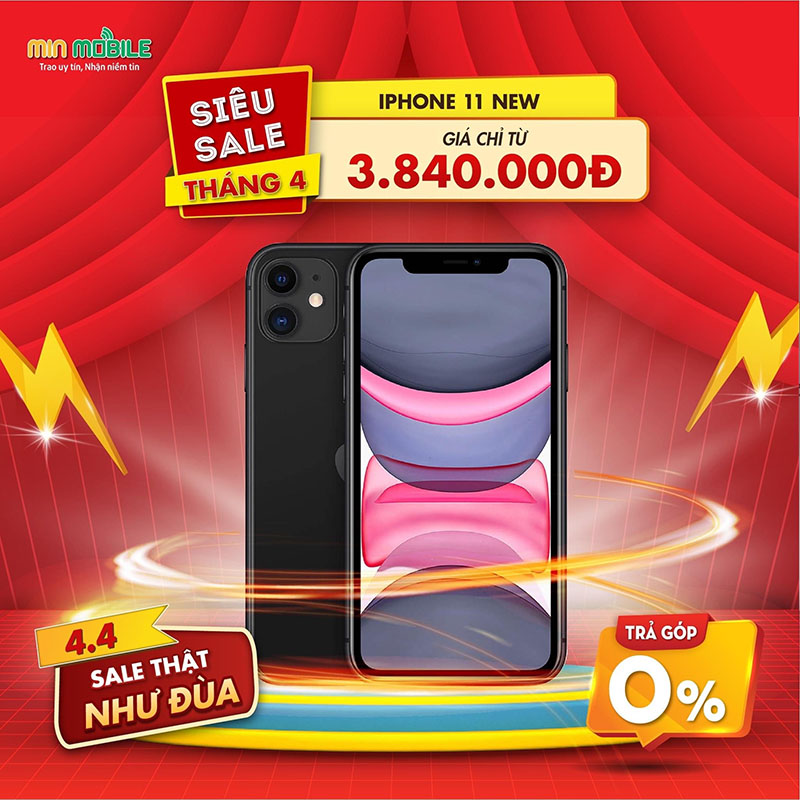 MIN MOBILE
Trao uy tín, Nhận niềm tin
SIÊU
SALE
THÁNG 4
IPHONE 11 NEW
GIÁ CHỈ TỪ
3.840.000Đ
4.4
SALE THẬT
NHƯ ĐÙA
TRẢ GÓP
0%